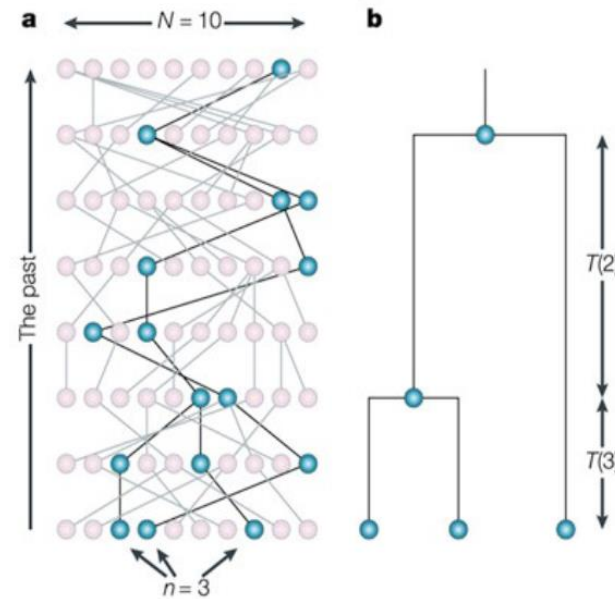 a
N = 10
b
The past
T(2)
T(3)
n = 3